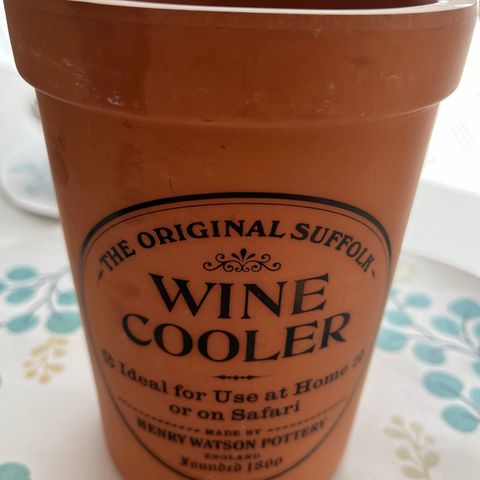 THE ORIGINAL SUFFOLK
WINE
COOLER
Ideal for Use at Home
or on Safari
MADE BY
HENRY WATSON POTTERY
ENGLAND
Founded 1800